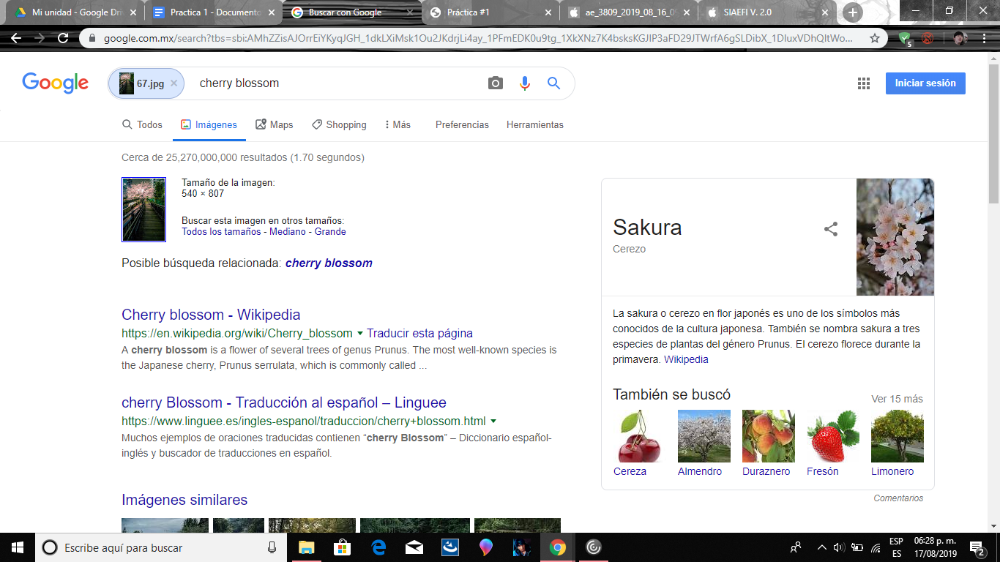 Mi unidad - Google Dri
Practica 1 - Documento
Buscar con Google
Práctica #1
ae_3809_2019_08_16_0
SIAEFI V. 2.0
google.com.mx/search?tbs=sbi:AMhZZisAJOrrEiYKyqJGH_1dkLXiMsk1Ou2JKdrjLi4ay_1PFmEDK0u9tg_1XkXNz7K4bsksKGJIP3aFD29JTWrfA6gSLDibX_1DIuxVDhQltWo...
5
Google
67.jpg
cherry blossom
Iniciar sesión
Todos
Imágenes
Maps
Shopping
Más
Preferencias
Herramientas
Cerca de 25,270,000,000 resultados (1.70 segundos)
Tamaño de la imagen:
540 × 807
Buscar esta imagen en otros tamaños:
Todos los tamaños - Mediano - Grande
Posible búsqueda relacionada: cherry blossom
Cherry blossom - Wikipedia
https://en.wikipedia.org/wiki/Cherry_blossom Traducir esta página
A cherry blossom is a flower of several trees of genus Prunus. The most well-known species is
the Japanese cherry, Prunus serrulata, which is commonly called ...
cherry Blossom - Traducción al español – Linguee
https://www.linguee.es/ingles-espanol/traduccion/cherry+blossom.html
Muchos ejemplos de oraciones traducidas contienen “cherry Blossom” – Diccionario español-
inglés y buscador de traducciones en español.
Imágenes similares
Sakura
Cerezo
La sakura o cerezo en flor japonés es uno de los símbolos más
conocidos de la cultura japonesa. También se nombra sakura a tres
especies de plantas del género Prunus. El cerezo florece durante la
primavera. Wikipedia
También se buscó
Ver 15 más
Cereza
Almendro
Duraznero
Fresón
Limonero
Comentarios
Escribe aquí para buscar
ESP
ES
06:28 p. m.
17/08/2019
2